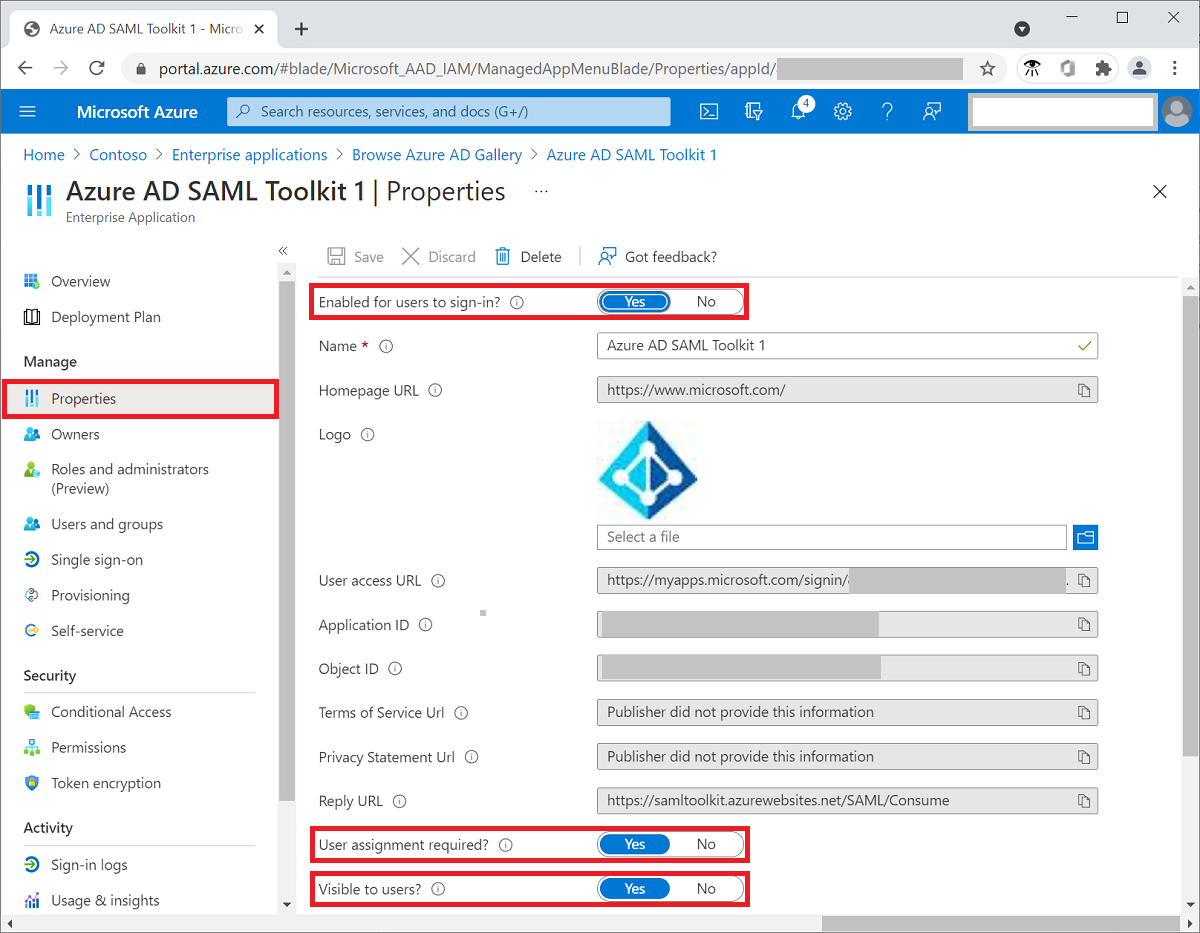 Azure AD SAML Toolkit 1 - Micro
portal.azure.com/#blade/Microsoft_AAD_IAM/ManagedAppMenuBlade/Properties/appId/
Microsoft Azure
Search resources, services, and docs (G+/)
4
Home > Contoso > Enterprise applications > Browse Azure AD Gallery > Azure AD SAML Toolkit 1
Azure AD SAML Toolkit 1 | Properties ...
Enterprise Application
Save
Discard
Delete
Got feedback?
Overview
Deployment Plan
Manage
Properties
Owners
Roles and administrators
(Preview)
Users and groups
Single sign-on
Provisioning
Self-service
Security
Conditional Access
Permissions
Token encryption
Activity
Sign-in logs
Usage & insights
Enabled for users to sign-in? Yes No
Name * Azure AD SAML Toolkit 1
Homepage URL https://www.microsoft.com/
Logo
Select a file
User access URL https://myapps.microsoft.com/signin/
Application ID
Object ID
Terms of Service Url Publisher did not provide this information
Privacy Statement Url Publisher did not provide this information
Reply URL https://samltoolkit.azurewebsites.net/SAML/Consume
User assignment required? Yes No
Visible to users? Yes No